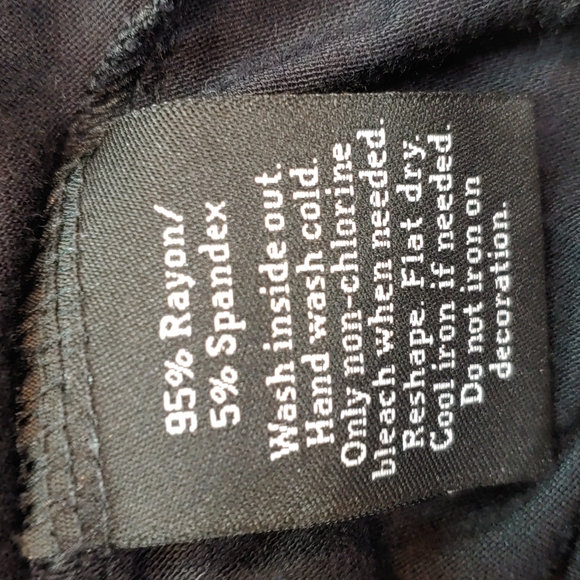 95% Rayon/
5% Spandex
Wash inside out.
Hand wash cold.
Only non-chlorine
bleach when needed.
Reshape. Flat dry.
Cool iron if needed.
Do not iron on
decoration.